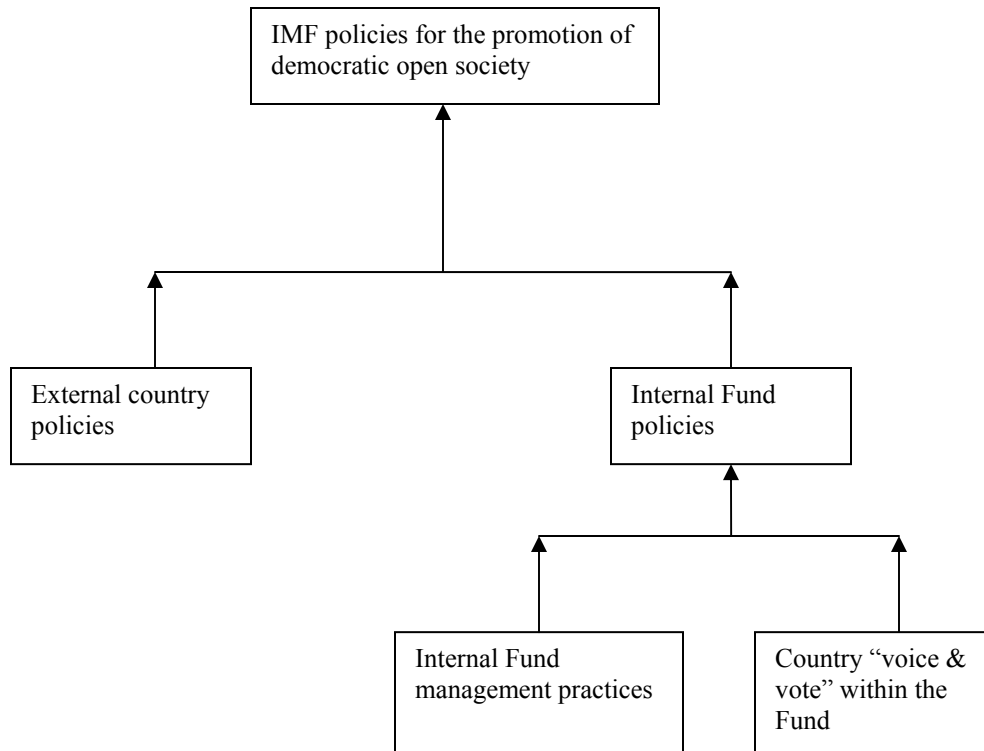 IMF policies for the promotion of
democratic open society
External country
policies
Internal Fund
policies
Internal Fund
management practices
Country “voice &
vote” within the
Fund